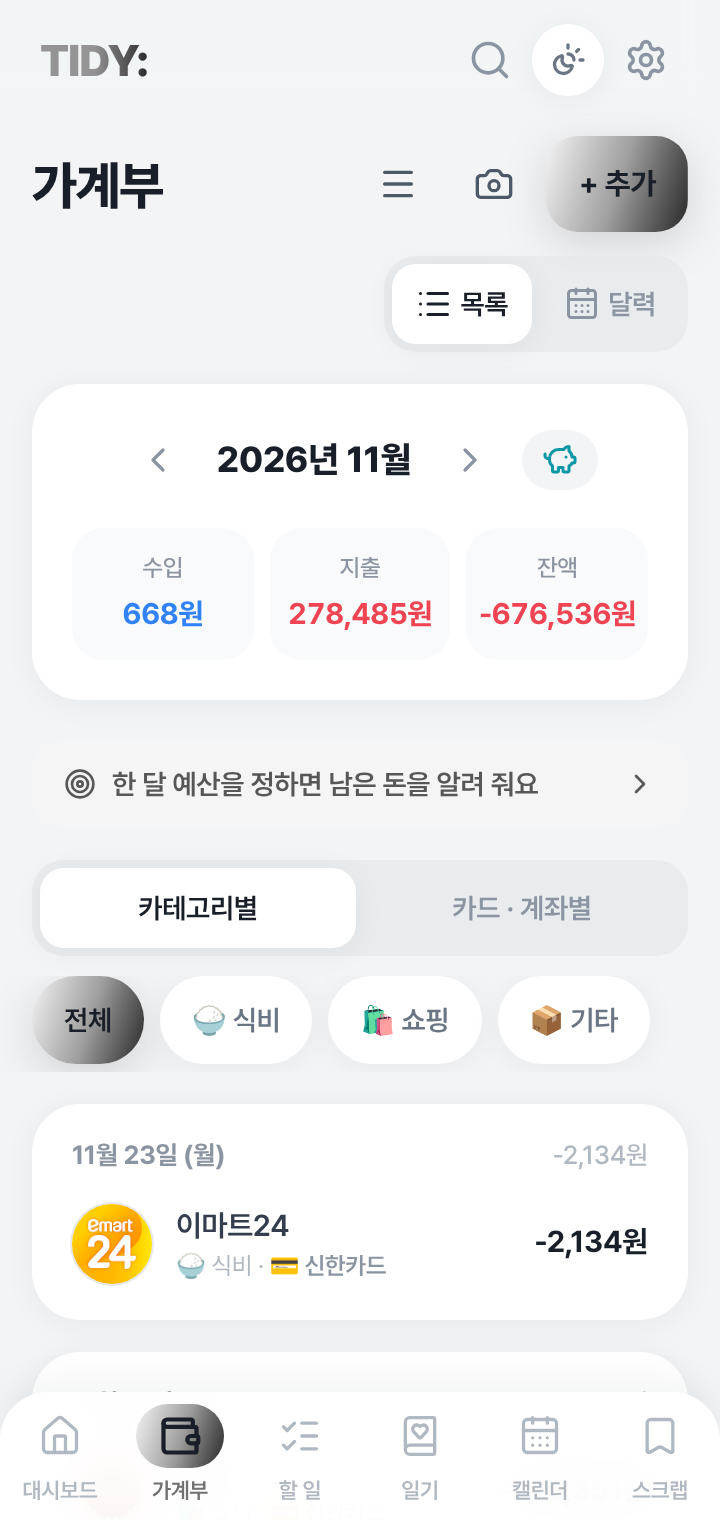 TIDY:
가계부
+ 추가
목록
달력
2026년 11월
수입
지출
잔액
668원
278,485원
-676,536원
한 달 예산을 정하면 남은 돈을 알려 줘요
카테고리별
카드 · 계좌별
전체
식비
쇼핑
기타
11월 23일 (월)
-2,134원
emart
24
이마트24
식비 · 신한카드
-2,134원
대시보드
가계부
할 일
일기
캘린더
스크랩